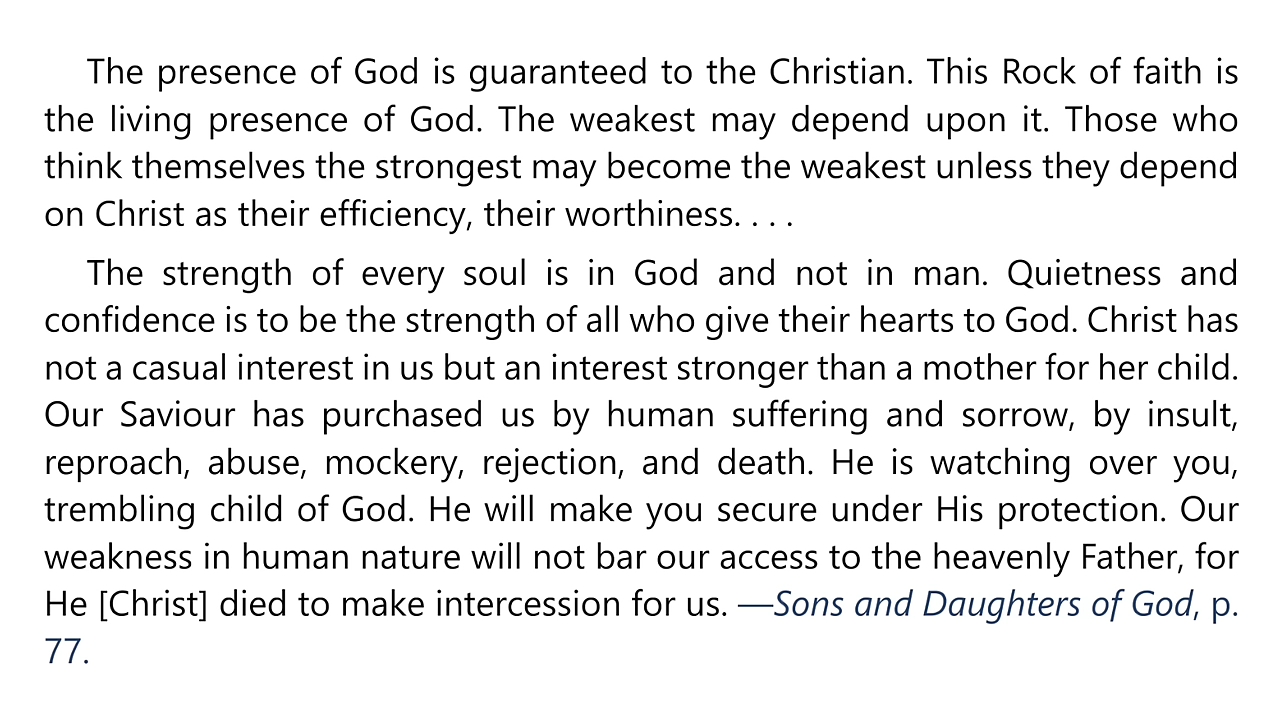 The presence of God is guaranteed to the Christian. This Rock of faith is
the living presence of God. The weakest may depend upon it. Those who
think themselves the strongest may become the weakest unless they depend
on Christ as their efficiency, their worthiness. . . .
The strength of every soul is in God and not in man. Quietness and
confidence is to be the strength of all who give their hearts to God. Christ has
not a casual interest in us but an interest stronger than a mother for her child.
Our Saviour has purchased us by human suffering and sorrow, by insult,
reproach, abuse, mockery, rejection, and death. He is watching over you,
trembling child of God. He will make you secure under His protection. Our
weakness in human nature will not bar our access to the heavenly Father, for
He [Christ] died to make intercession for us. —Sons and Daughters of God, p.
77.